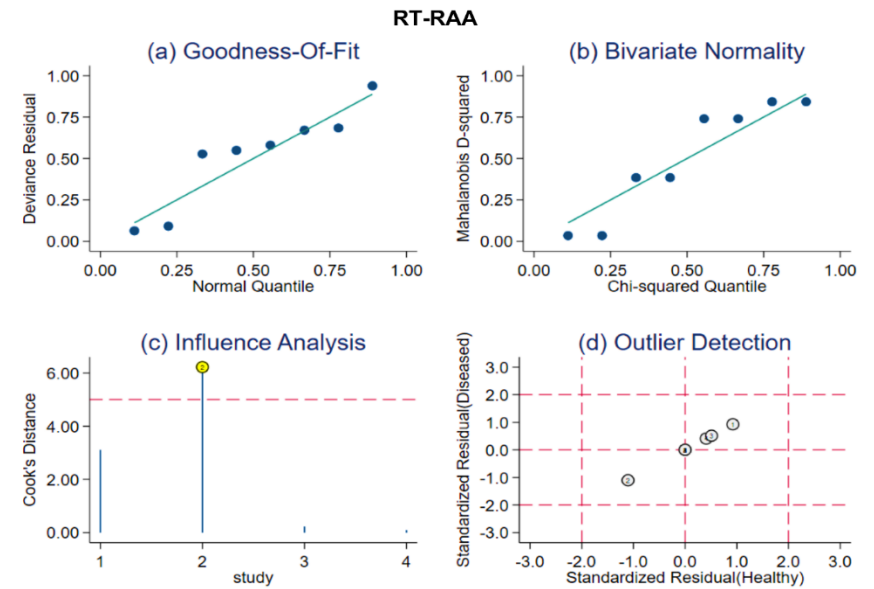 RT-RAA
(a) Goodness-Of-Fit
Deviance Residual
1.00
0.75
0.50
0.25
0.00
0.00 0.25 0.50 0.75 1.00
Normal Quantile
(b) Bivariate Normality
Mahalanobis D-squared
1.00
0.75
0.50
0.25
0.00
0.00 0.25 0.50 0.75 1.00
Chi-squared Quantile
(c) Influence Analysis
Cook's Distance
6.00
4.00
2.00
0.00
2
1 2 3 4
study
(d) Outlier Detection
Standardized Residual(Diseased)
3.0
2.0
1.0
0.0
-1.0
-2.0
-3.0
1
3
2
-3.0 -2.0 -1.0 0.0 1.0 2.0 3.0
Standardized Residual(Healthy)